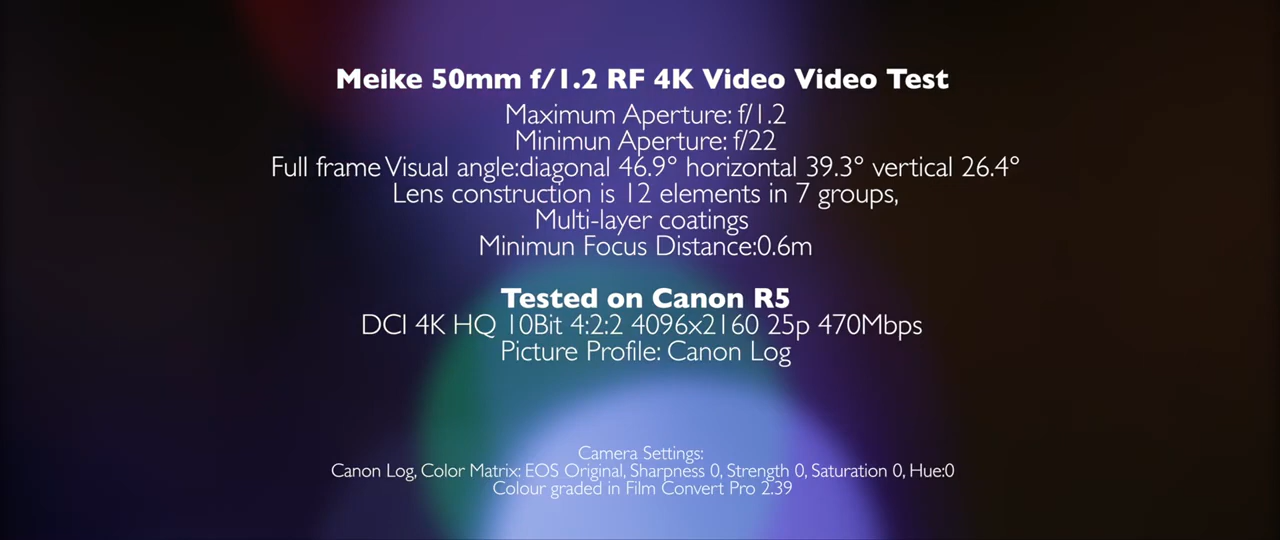 Meike 50mm f/1.2 RF 4K Video Video Test
Maximum Aperture: f/1.2
Minimun Aperture: f/22
Full frame Visual angle:diagonal 46.9° horizontal 39.3° vertical 26.4°
Lens construction is 12 elements in 7 groups,
Multi-layer coatings
Minimun Focus Distance:0.6m
Tested on Canon R5
DCI 4K HQ 10Bit 4:2:2 4096x2160 25p 470Mbps
Picture Profile: Canon Log
Camera Settings:
Canon Log, Color Matrix: EOS Original, Sharpness 0, Strength 0, Saturation 0, Hue:0
Colour graded in Film Convert Pro 2.39